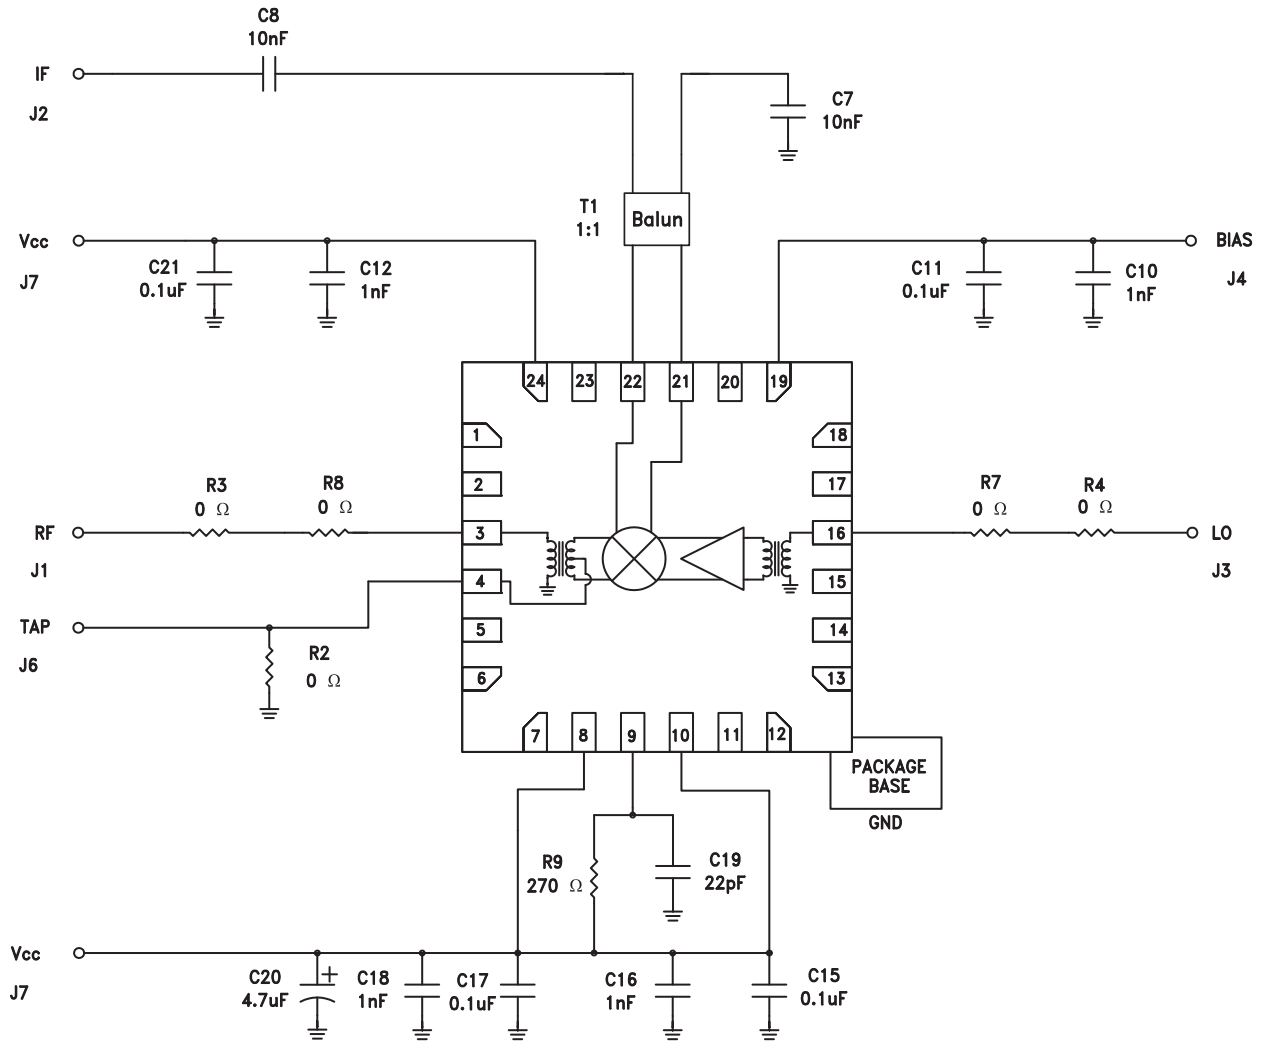 C8
10nF
IF
J2
C7
10nF
T1
1:1
Balun
Vcc
J7
C21
0.1uF
C12
1nF
C11
0.1uF
C10
1nF
BIAS
J4
24
23
22
21
20
19
1
2
3
4
5
6
18
17
16
15
14
13
R3
0 Ω
R8
0 Ω
RF
J1
R7
0 Ω
R4
0 Ω
LO
J3
TAP
J6
R2
0 Ω
7
8
9
10
11
12
PACKAGE
BASE
GND
R9
270 Ω
C19
22pF
Vcc
J7
C20
4.7uF
+
C18
1nF
C17
0.1uF
C16
1nF
C15
0.1uF